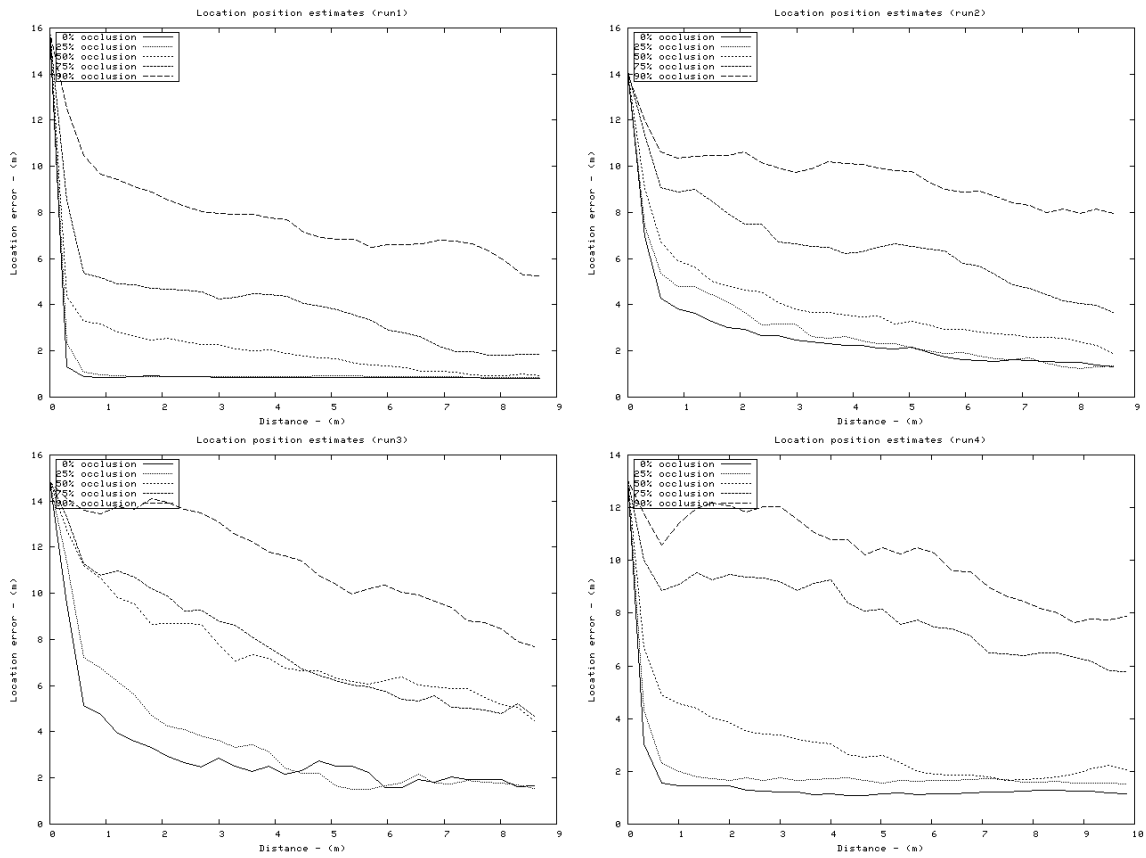 Location position estimates (run1)
16
14
12
10
8
6
4
2
0
Location error - (m)
0% occlusion
25% occlusion
50% occlusion
75% occlusion
90% occlusion
0 1 2 3 4 5 6 7 8 9
Distance - (m)
Location position estimates (run2)
16
14
12
10
8
6
4
2
0
Location error - (m)
0% occlusion
25% occlusion
50% occlusion
75% occlusion
90% occlusion
0 1 2 3 4 5 6 7 8 9
Distance - (m)
Location position estimates (run3)
16
14
12
10
8
6
4
2
0
Location error - (m)
0% occlusion
25% occlusion
50% occlusion
75% occlusion
90% occlusion
0 1 2 3 4 5 6 7 8 9
Distance - (m)
Location position estimates (run4)
14
12
10
8
6
4
2
0
Location error - (m)
0% occlusion
25% occlusion
50% occlusion
75% occlusion
90% occlusion
0 1 2 3 4 5 6 7 8 9 10
Distance - (m)